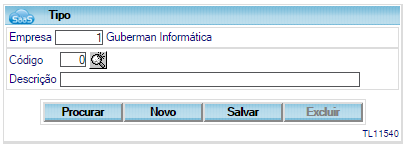 SaaS Tipo
Empresa 1 Guberman Informática
Código 0
Descrição
Procurar Novo Salvar Excluir
TL11540